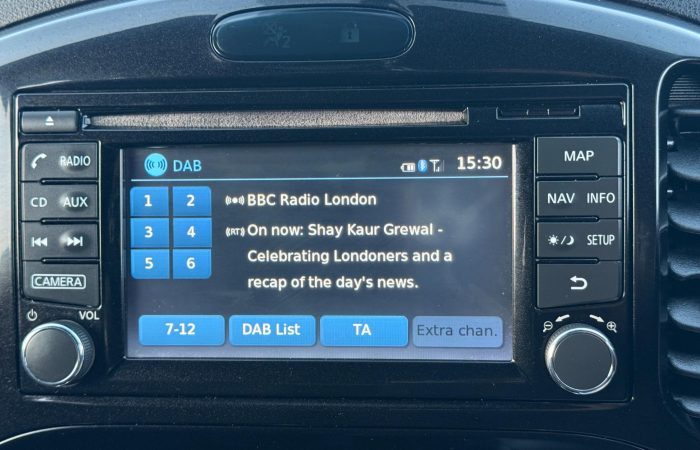 2
RADIO
CD
AUX
CAMERA
VOL
DAB
15:30
1 2
3 4
5 6
BBC Radio London
(RT) On now: Shay Kaur Grewal -
Celebrating Londoners and a
recap of the day's news.
7-12
DAB List
TA
Extra chan.
MAP
NAV
INFO
SETUP